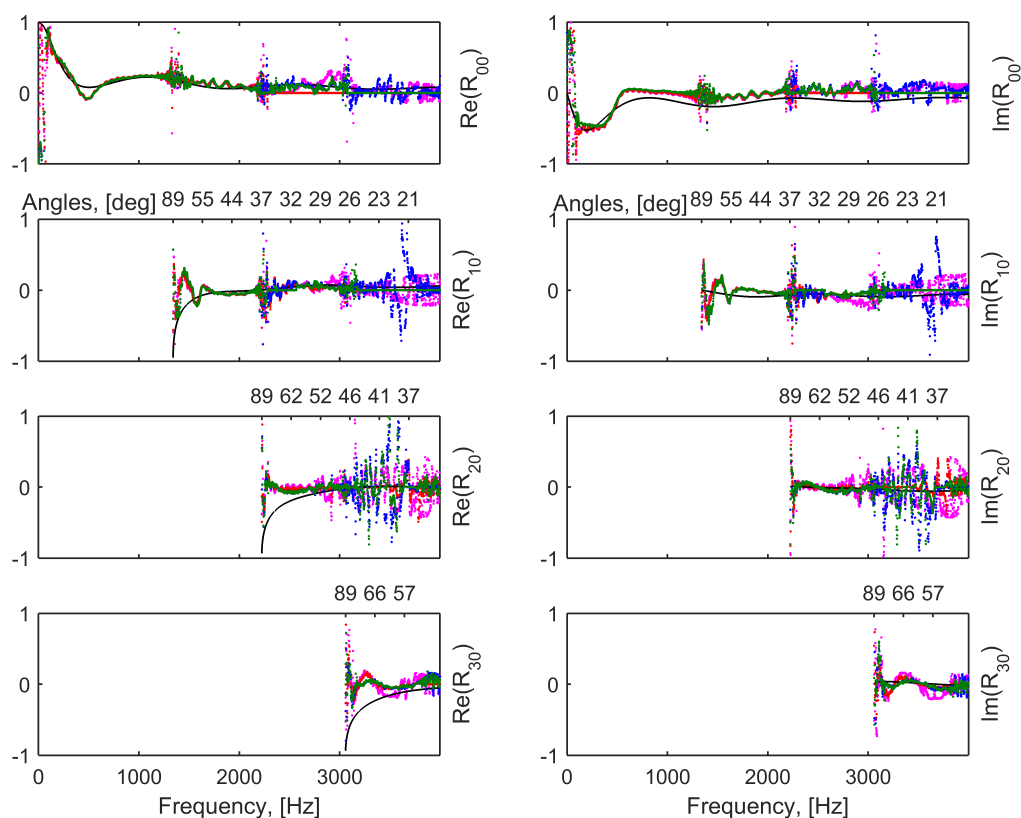 1
0
-1
Re(R00)
1
0
-1
Im(R00)
Angles, [deg] 89 55 44 37 32 29 26 23 21
1
0
-1
Re(R10)
Angles, [deg] 89 55 44 37 32 29 26 23 21
1
0
-1
Im(R10)
89 62 52 46 41 37
1
0
-1
Re(R20)
89 62 52 46 41 37
1
0
-1
Im(R20)
89 66 57
1
0
-1
Re(R30)
0 1000 2000 3000
Frequency, [Hz]
89 66 57
1
0
-1
Im(R30)
0 1000 2000 3000
Frequency, [Hz]